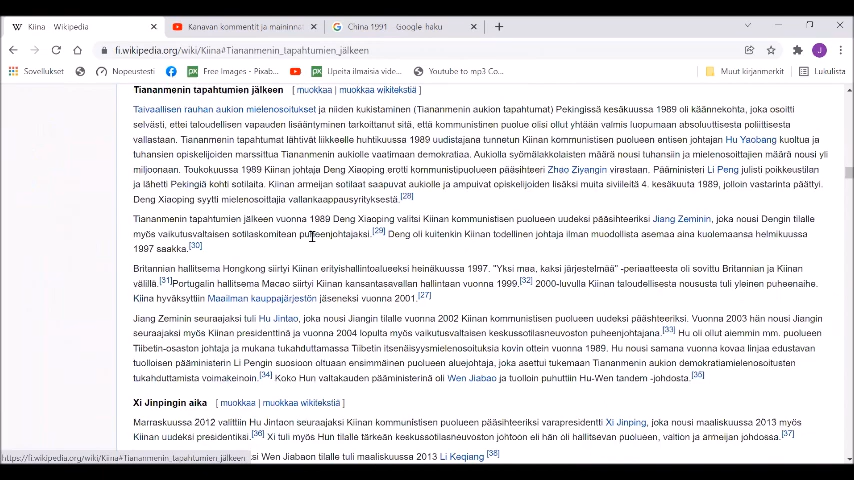 W Kiina – Wikipedia
Kanavan kommentit ja maininna
China 1991 - Google-haku
fi.wikipedia.org/wiki/Kiina#Tiananmenin_tapahtumien_jälkeen
J
Sovellukset
Nopeustesti
Free Images - Pixab...
Upeita ilmaisia vide...
Youtube to mp3 Co...
Muut kirjanmerkit
Lukulista
Tiananmenin tapahtumien jälkeen [ muokkaa | muokkaa wikitekstiä ]
Taivaallisen rauhan aukion mielenosoitukset ja niiden kukistaminen (Tiananmenin aukion tapahtumat) Pekingissä kesäkuussa 1989 oli käännekohta, joka osoitti
selvästi, ettei taloudellisen vapauden lisääntyminen tarkoittanut sitä, että kommunistinen puolue olisi ollut yhtään valmis luopumaan absoluuttisesta poliittisesta
vallastaan. Tiananmenin tapahtumat lähtivät liikkeelle huhtikuussa 1989 uudistajana tunnetun Kiinan kommunistisen puolueen entisen johtajan Hu Yaobang kuoltua ja
tuhansien opiskelijoiden marssittua Tiananmenin aukiolle vaatimaan demokratiaa. Aukiolla syömälakkolaisten määrä nousi tuhansiin ja mielenosoittajien määrä nousi yli
miljoonaan. Toukokuussa 1989 Kiinan johtaja Deng Xiaoping erotti kommunistipuolueen pääsihteeri Zhao Ziyangin virastaan. Pääministeri Li Peng julisti poikkeustilan
ja lähetti Pekingiä kohti sotilaita. Kiinan armeijan sotilaat saapuivat aukiolle ja ampuivat opiskelijoiden lisäksi muita siviileitä 4. kesäkuuta 1989, jolloin vastarinta päättyi.
Deng Xiaoping syytti mielenosoittajia vallankaappausyrityksestä.[28]
Tiananmenin tapahtumien jälkeen vuonna 1989 Deng Xiaoping valitsi Kiinan kommunistisen puolueen uudeksi pääsihteeriksi Jiang Zeminin, joka nousi Dengin tilalle
myös vaikutusvaltaisen sotilaskomitean puheenjohtajaksi.[29] Deng oli kuitenkin Kiinan todellinen johtaja ilman muodollista asemaa aina kuolemaansa helmikuussa
1997 saakka.[30]
Britannian hallitsema Hongkong siirtyi Kiinan erityishallintoalueeksi heinäkuussa 1997. "Yksi maa, kaksi järjestelmää" -periaatteesta oli sovittu Britannian ja Kiinan
välillä.[31]Portugalin hallitsema Macao siirtyi Kiinan kansantasavallan hallintaan vuonna 1999.[32] 2000-luvulla Kiinan taloudellisesta noususta tuli yleinen puheenaihe.
Kiina hyväksyttiin Maailman kauppajärjestön jäseneksi vuonna 2001.[27]
Jiang Zeminin seuraajaksi tuli Hu Jintao, joka nousi Jiangin tilalle vuonna 2002 Kiinan kommunistisen puolueen pääsihteeriksi. Vuonna 2003 hän nousi Jiangin
seuraajaksi myös Kiinan presidenttinä ja vuonna 2004 lopulta myös vaikutusvaltaisen keskussotilasneuvoston puheenjohtajana.[33] Hu oli ollut aiemmin mm. puolueen
Tiibetin-osaston johtaja ja mukana tukahduttamassa Tiibetin itsenäisyysmielenosoituksia kovin ottein vuonna 1989. Hu nousi samana vuonna kovaa linjaa edustavan
tuolloisen pääministerin Li Pengin suosioon oltuaan ensimmäinen puolueen aluejohtaja, joka asettui tukemaan Tiananmenin aukion demokratiamielenosoitusten
tukahduttamista voimakeinoin.[34] Koko Hun valtakauden pääministerinä oli Wen Jiabao ja tuolloin puhuttiin Hu-Wen tandem -johdosta.[35]
Xi Jinpingin aika [ muokkaa | muokkaa wikitekstiä ]
Marraskuussa 2012 valittiin Hu Jintaon seuraajaksi Kiinan kommunistisen puolueen pääsihteeriksi varapresidentti Xi Jinping, joka nousi maaliskuussa 2013 myös
Kiinan uudeksi presidentiksi.[36] Xi tuli myös Hun tilalle tärkeän keskussotilasneuvoston johtoon eli hän oli hallitsevan puolueen, valtion ja armeijan johdossa.[37]
si Wen Jiabaon tilalle tuli maaliskuussa 2013 Li Keqiang.[38]
https://fi.wikipedia.org/wiki/Kiina#Tiananmenin_tapahtumien_jälkeen